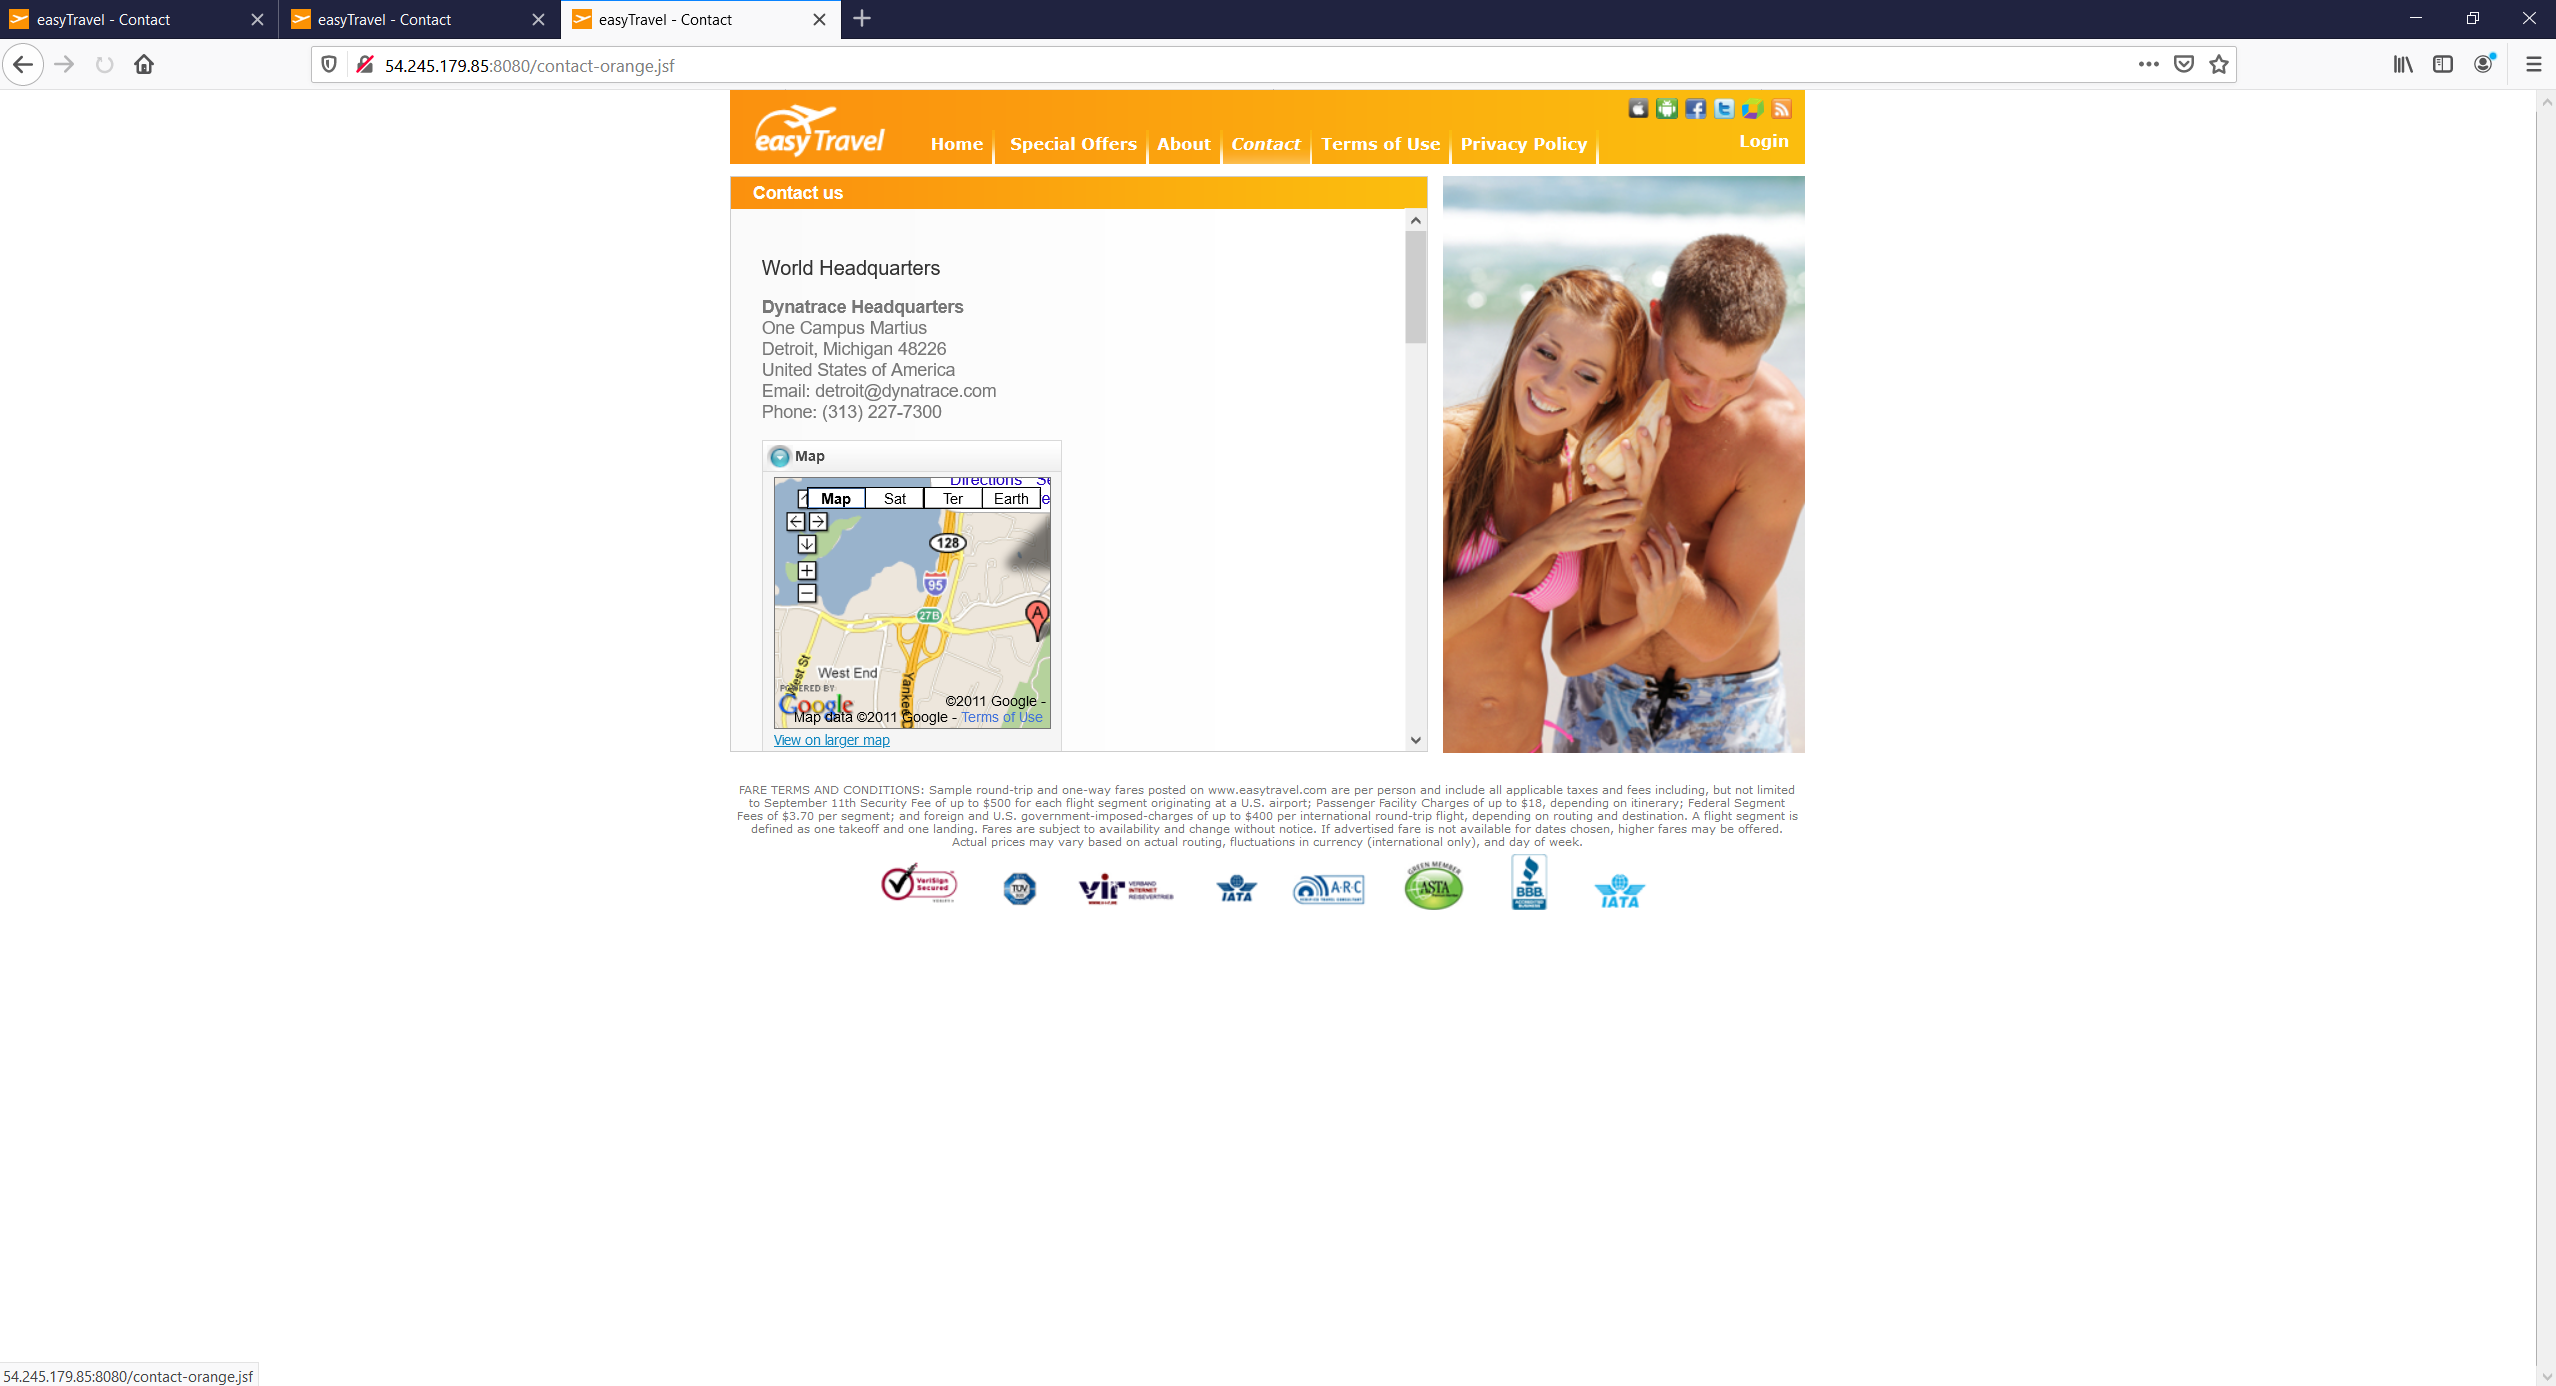 easyTravel - Contact
easyTravel - Contact
easyTravel - Contact
54.245.179.85:8080/contact-orange.jsf
easyTravel
Home
Special Offers
About
Contact
Terms of Use
Privacy Policy
Login
Contact us
World Headquarters
Dynatrace Headquarters
One Campus Martius
Detroit, Michigan 48226
United States of America
Email: detroit@dynatrace.com
Phone: (313) 227-7300
Map
Directions
Map
Sat
Ter
Earth
128
95
27B
A
West St
West End
Yankee
POWERED BY
Google
©2011 Google -
Map data ©2011 Google - Terms of Use
View on larger map
FARE TERMS AND CONDITIONS: Sample round-trip and one-way fares posted on www.easytravel.com are per person and include all applicable taxes and fees including, but not limited
to September 11th Security Fee of up to $500 for each flight segment originating at a U.S. airport; Passenger Facility Charges of up to $18, depending on itinerary; Federal Segment
Fees of $3.70 per segment; and foreign and U.S. government-imposed-charges of up to $400 per international round-trip flight, depending on routing and destination. A flight segment is
defined as one takeoff and one landing. Fares are subject to availability and change without notice. If advertised fare is not available for dates chosen, higher fares may be offered.
Actual prices may vary based on actual routing, fluctuations in currency (international only), and day of week.
VeriSign
Secured
TÜV
vir
VERBAND
INTERNET
REISEVERTRIEB
IATA
A·R·C
GREEN MEMBER
ASTA
BBB
ACCREDITED
BUSINESS
IATA
54.245.179.85:8080/contact-orange.jsf